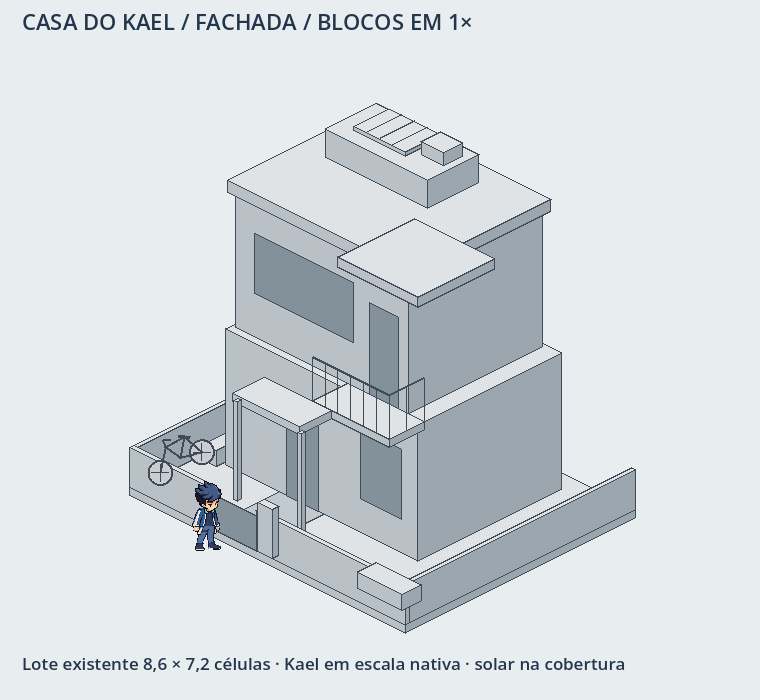 CASA DO KAEL / FACHADA / BLOCOS EM 1×
Lote existente 8,6 × 7,2 células · Kael em escala nativa · solar na cobertura